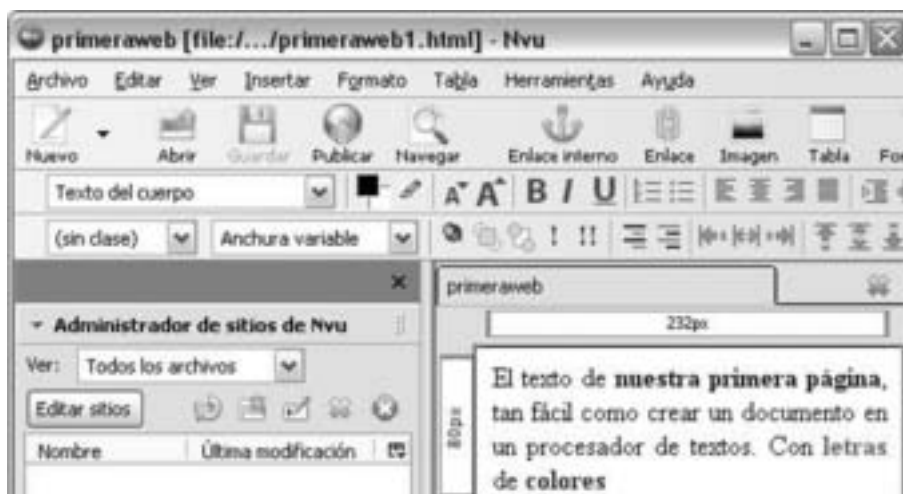 primeraweb [file:/.../primeraweb1.html] - Nvu
Archivo Editar Ver Insertar Formato Tabla Herramientas Ayuda
Nuevo Abrir Guardar Publicar Navegar Enlace interno Enlace Imagen Tabla For
Texto del cuerpo A A B I U
(sin clase) Anchura variable ! !!
primeraweb
Administrador de sitios de Nvu
232px
Ver: Todos los archivos
Editar sitios
Nombre Última modificación
80px
El texto de nuestra primera página,
tan fácil como crear un documento en
un procesador de textos. Con letras
de colores